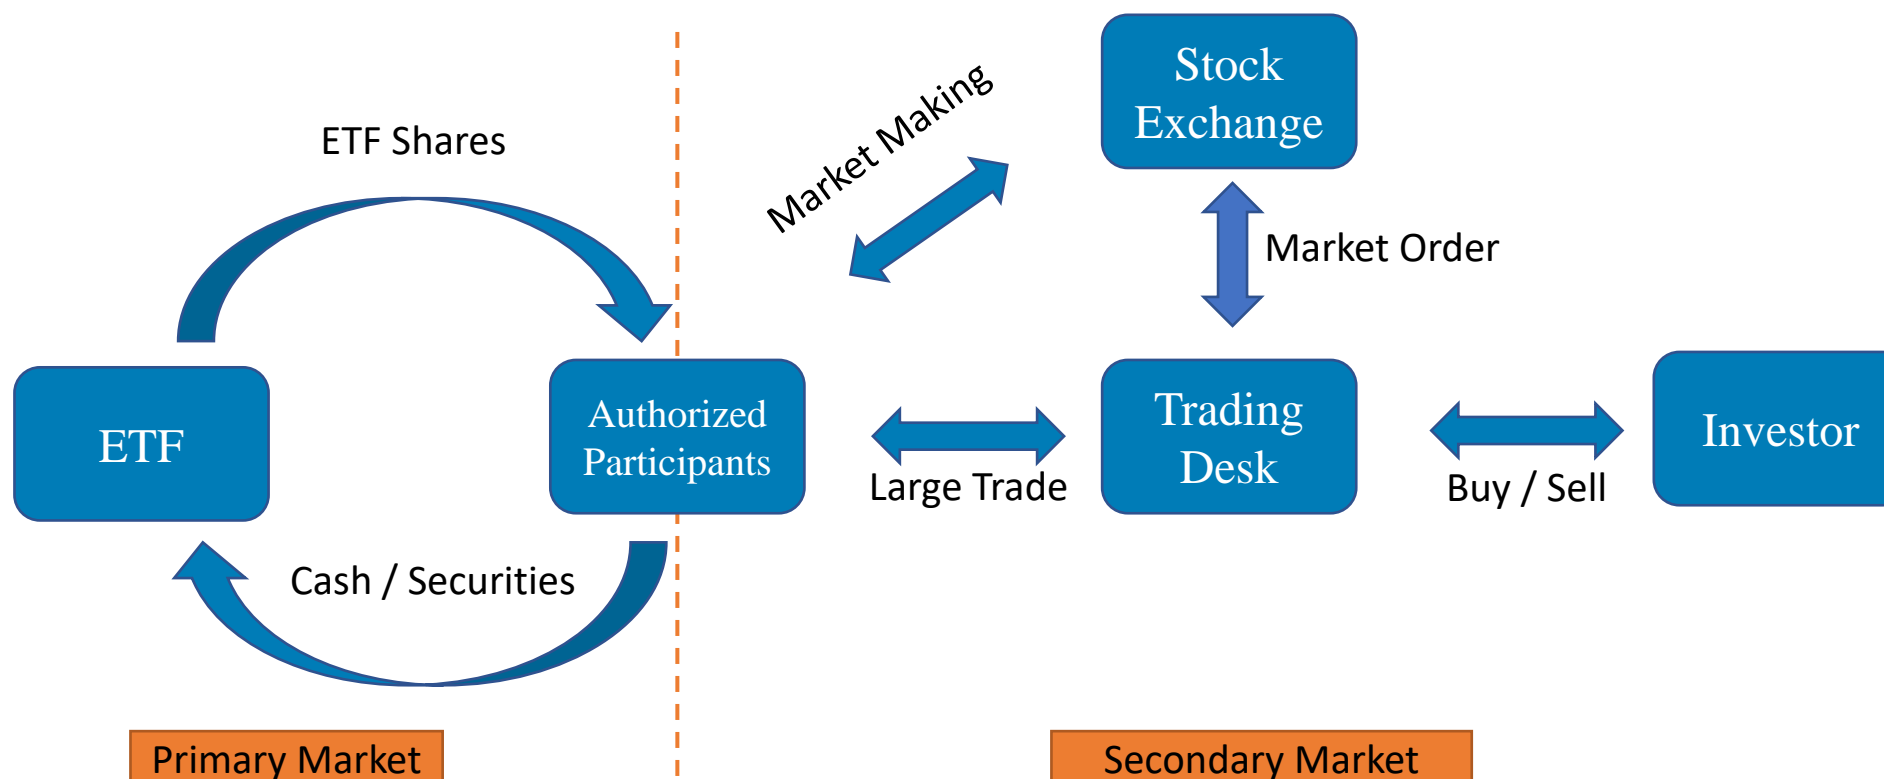 Stock
Exchange
Market Making
ETF Shares
Market Order
ETF
Authorized
Participants
Large Trade
Trading
Desk
Buy / Sell
Investor
Cash / Securities
Primary Market
Secondary Market